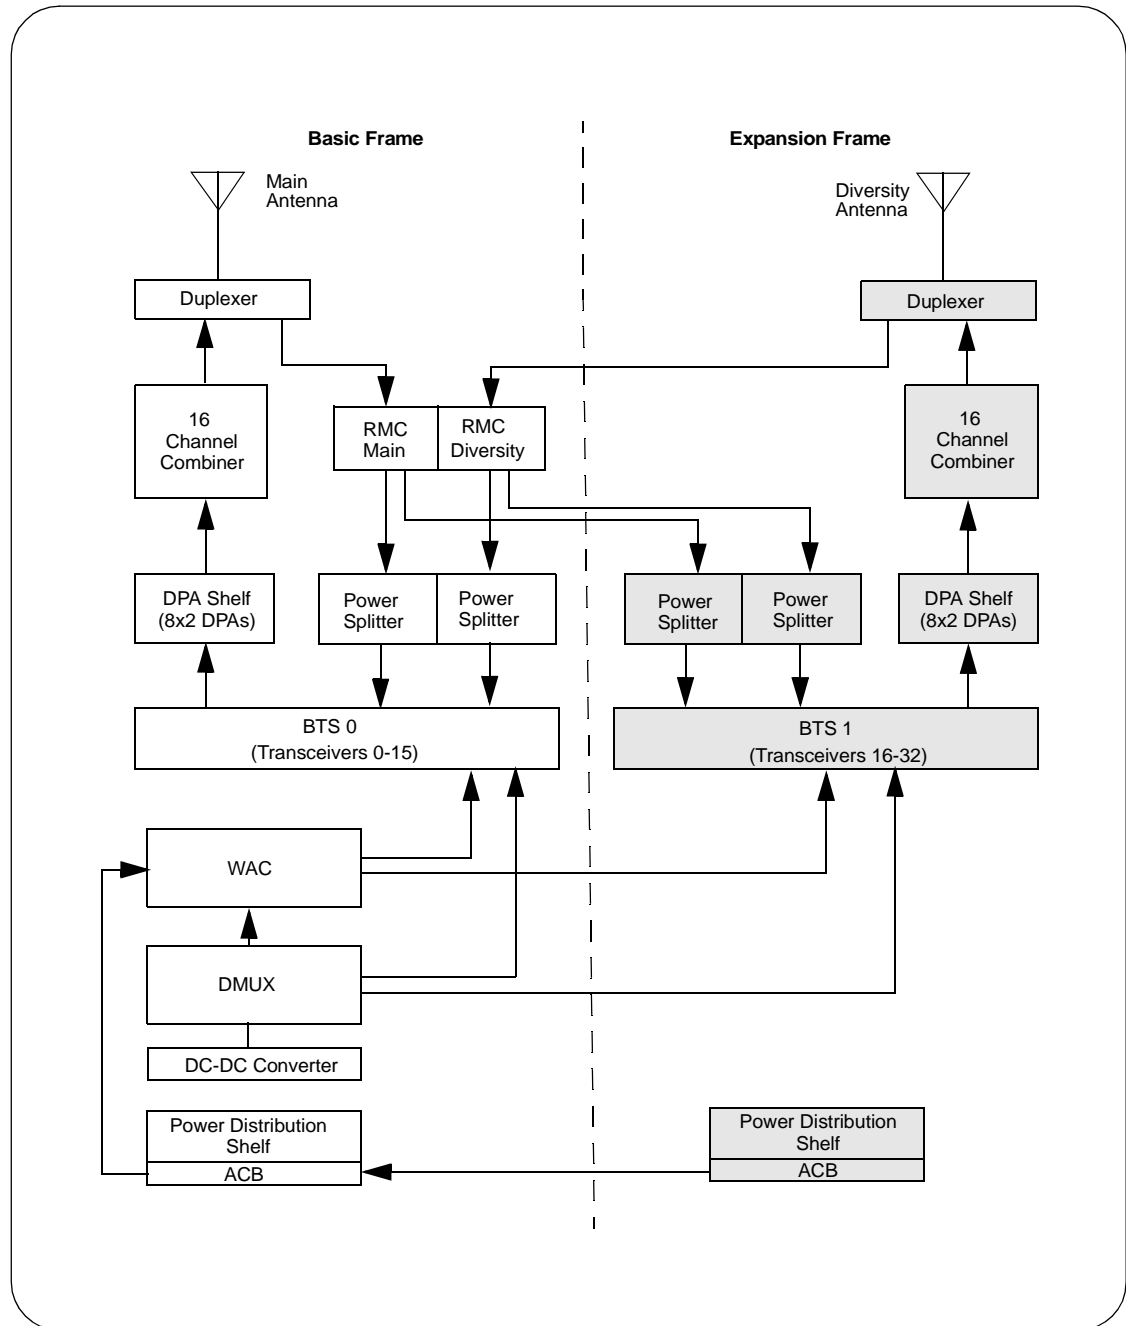 Basic Frame
Expansion Frame
Main
Antenna
Diversity
Antenna
Duplexer
Duplexer
16
Channel
Combiner
RMC
Main
RMC
Diversity
16
Channel
Combiner
DPA Shelf
(8x2 DPAs)
Power
Splitter
Power
Splitter
Power
Splitter
Power
Splitter
DPA Shelf
(8x2 DPAs)
BTS 0
(Transceivers 0-15)
BTS 1
(Transceivers 16-32)
WAC
DMUX
DC-DC Converter
Power Distribution
Shelf
ACB
Power Distribution
Shelf
ACB